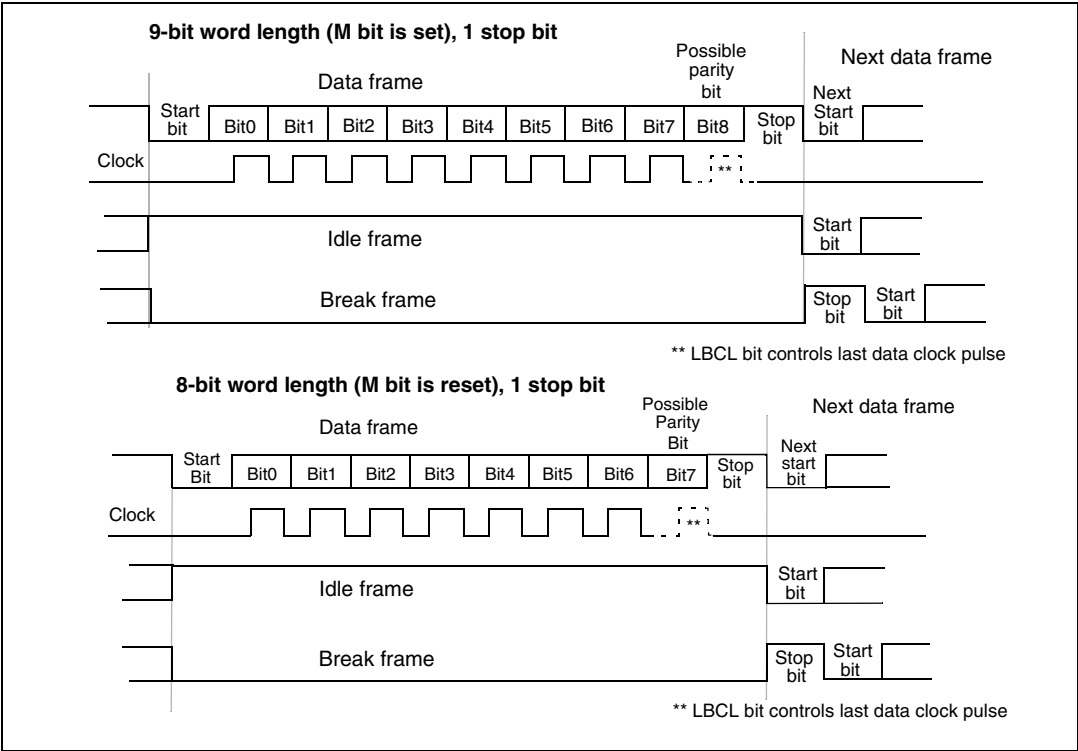 9-bit word length (M bit is set), 1 stop bit
Possible
parity
bit
Next data frame
Data frame
Next
Start
bit
Start
bit
Bit0 Bit1 Bit2 Bit3 Bit4 Bit5 Bit6 Bit7 Bit8
Stop
bit
Clock
**
Idle frame
Start
bit
Break frame
Stop
bit
Start
bit
** LBCL bit controls last data clock pulse
8-bit word length (M bit is reset), 1 stop bit
Possible
Parity
Bit
Next data frame
Data frame
Start
Bit
Bit0 Bit1 Bit2 Bit3 Bit4 Bit5 Bit6 Bit7
Stop
bit
Next
start
bit
Clock
**
Idle frame
Start
bit
Break frame
Stop
bit
Start
bit
** LBCL bit controls last data clock pulse